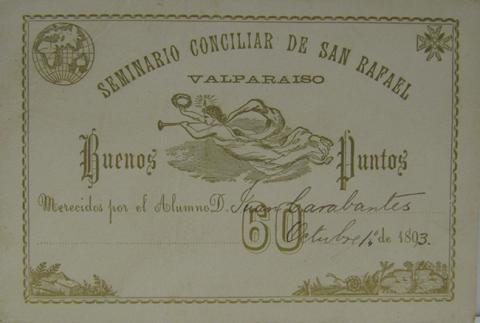 SEMINARIO CONCILIAR DE SAN RAFAEL
VALPARAISO
Buenos Puntos
Merecidos por el Alumno D. Juan Carabantes
60
Octubre 1º de 1893.